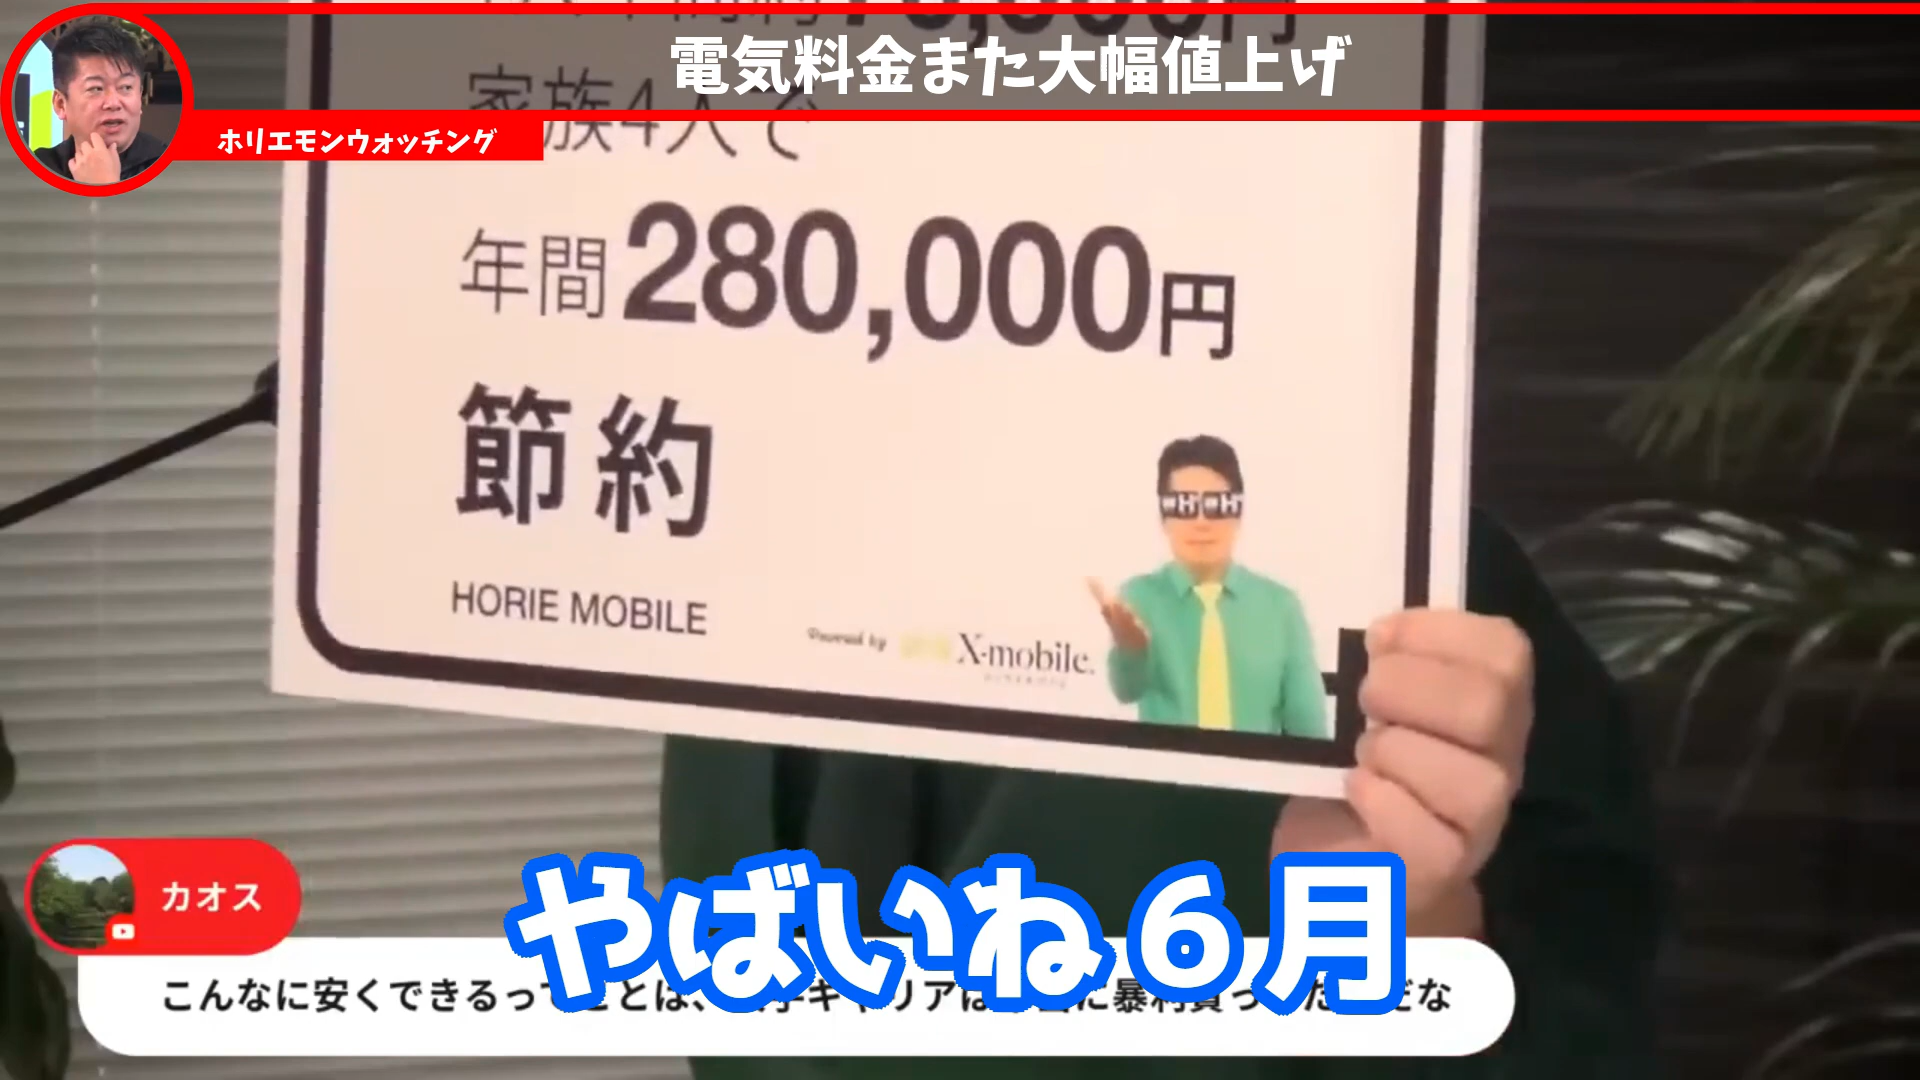 電気料金また大幅値上げ
ホリエモンウォッチング
家族4人で
年間280,000円
節約
HORIE MOBILE
Powered by
X-mobile.
カオス
やばいね６月
こんなに安くできるってことは、